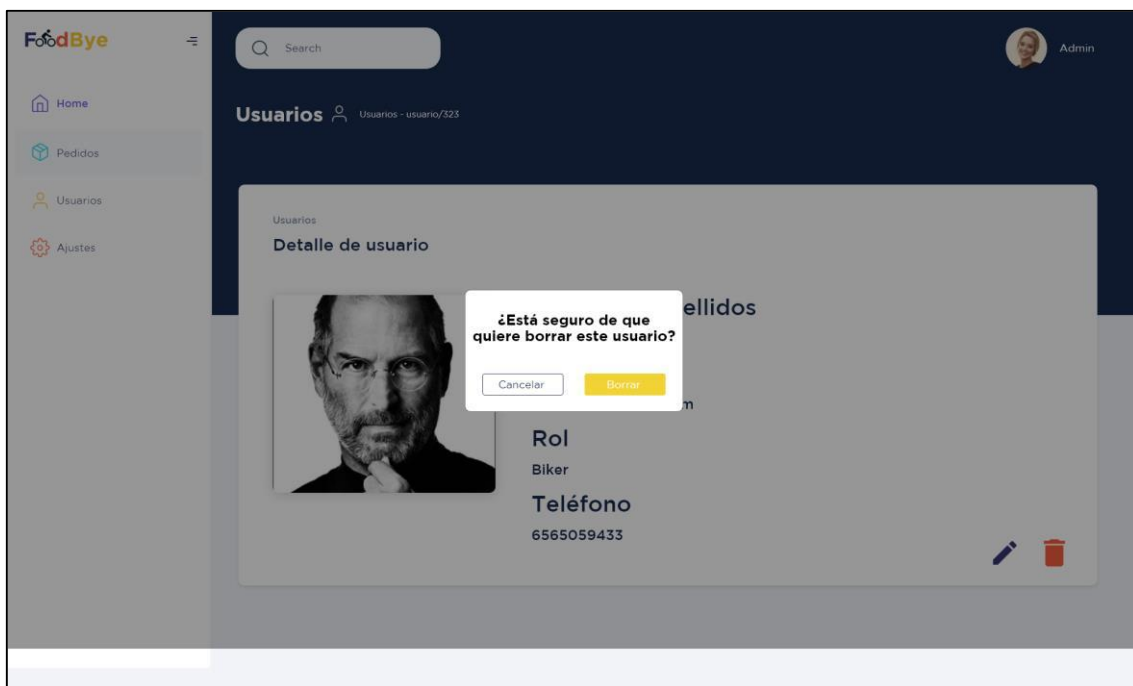 FoodBye
Search
Admin
Home
Usuarios
Usuarios - usuario/323
Pedidos
Usuarios
Ajustes
Usuarios
Detalle de usuario
ellidos
¿Está seguro de que
quiere borrar este usuario?
Cancelar
Borrar
m
Rol
Biker
Teléfono
6565059433